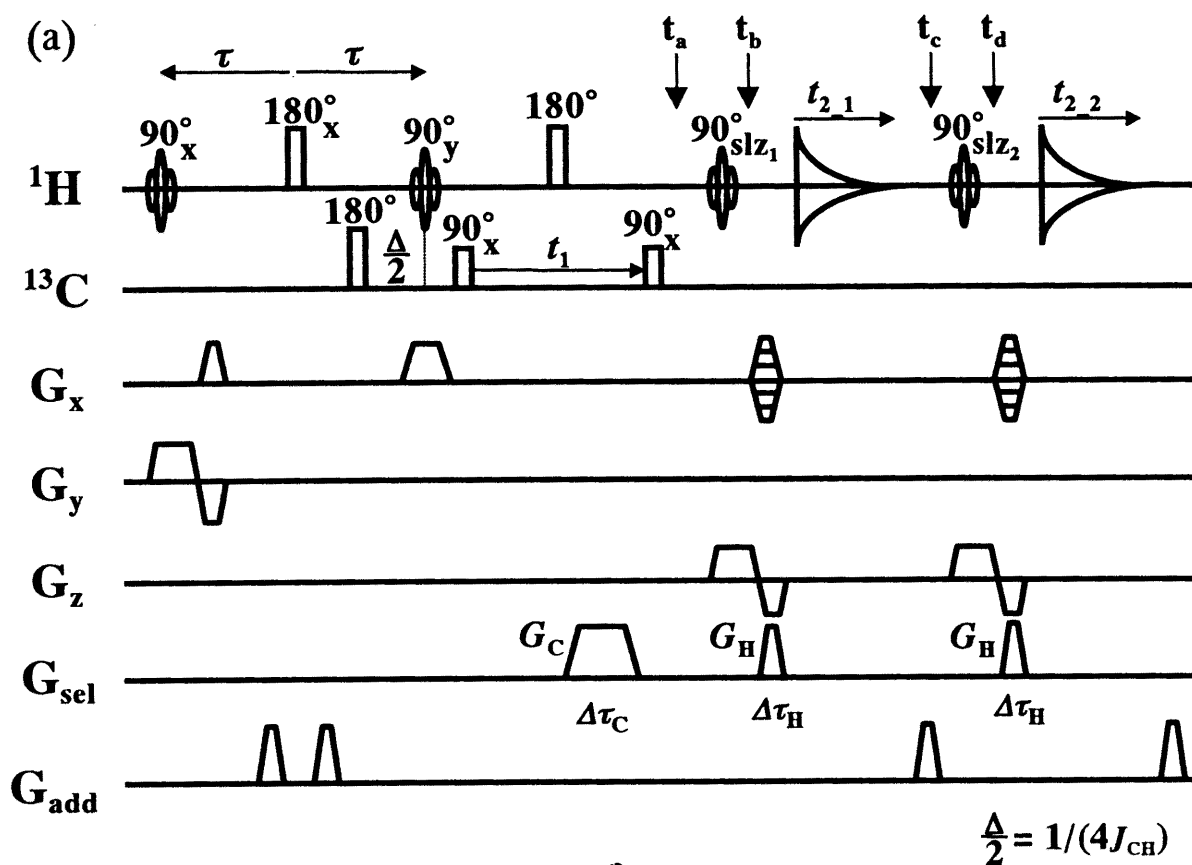 (a)
τ τ
t_a t_b t_c t_d
90°_x 180°_x 90°_y 180° 90°_slz₁ t_2_1 90°_slz₂ t_2_2
¹H
180° Δ/2 90°_x t₁ 90°_x
¹³C
G_x
G_y
G_z
G_C G_H G_H
G_sel
Δτ_C Δτ_H Δτ_H
G_add
Δ/2 = 1/(4J_CH)